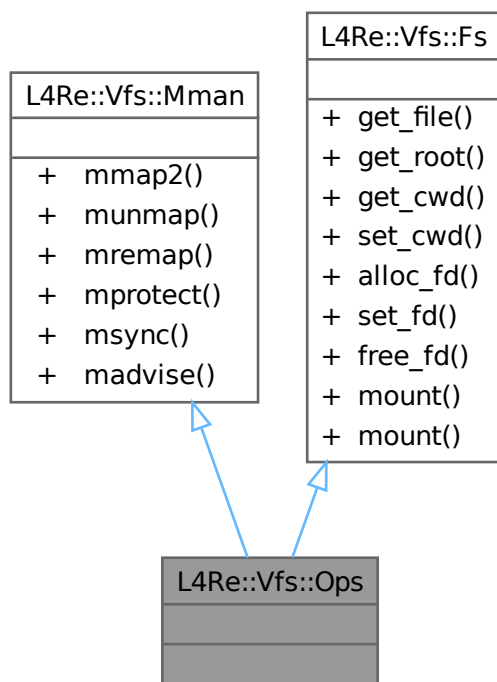 L4Re::Vfs::Mman
+ mmap2()
+ munmap()
+ mremap()
+ mprotect()
+ msync()
+ madvise()
L4Re::Vfs::Fs
+ get_file()
+ get_root()
+ get_cwd()
+ set_cwd()
+ alloc_fd()
+ set_fd()
+ free_fd()
+ mount()
+ mount()
L4Re::Vfs::Ops